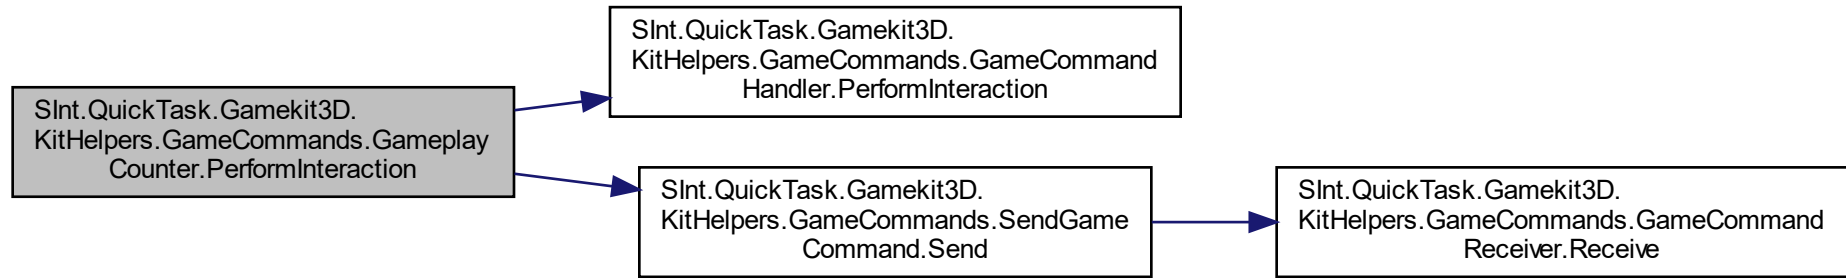 SInt.QuickTask.Gamekit3D.
KitHelpers.GameCommands.Gameplay
Counter.PerformInteraction
SInt.QuickTask.Gamekit3D.
KitHelpers.GameCommands.GameCommand
Handler.PerformInteraction
SInt.QuickTask.Gamekit3D.
KitHelpers.GameCommands.SendGame
Command.Send
SInt.QuickTask.Gamekit3D.
KitHelpers.GameCommands.GameCommand
Receiver.Receive